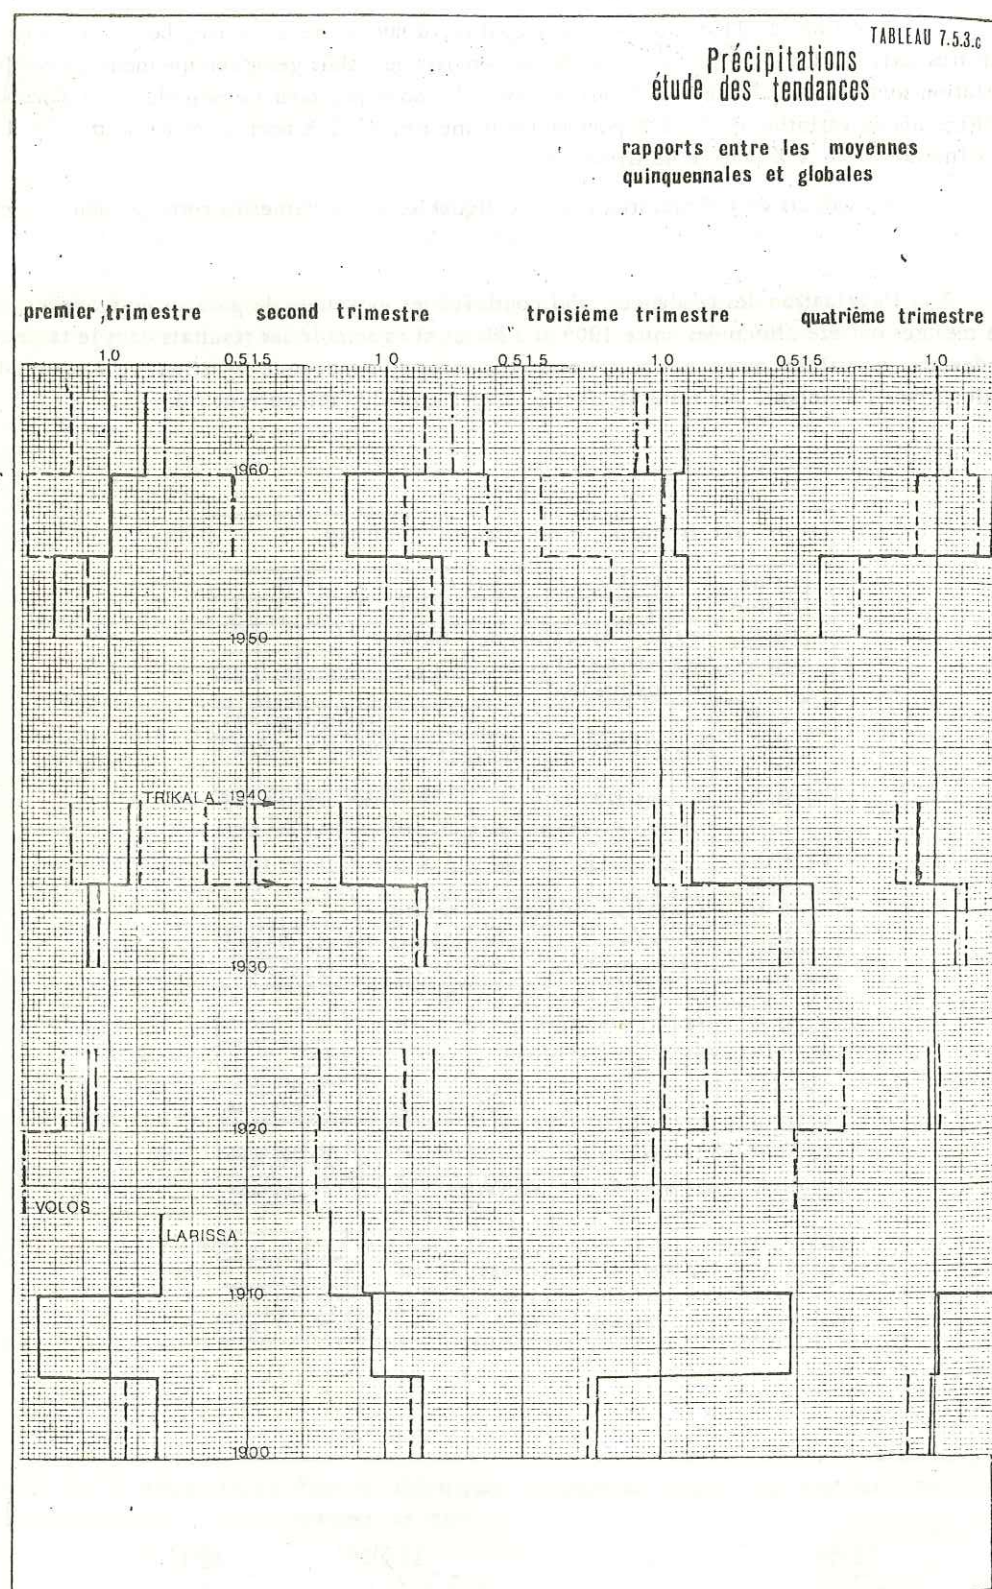 TABLEAU 7.5.3.c
Précipitations
étude des tendances
rapports entre les moyennes
quinquennales et globales
premier trimestre second trimestre troisième trimestre quatrième trimestre
1.0 0.5 1.5 1.0 0.5 1.5 1.0 0.5 1.5 1.0
1960
1950
TRIKALA 1940
1930
1920
VOLOS
LARISSA
1910
1900